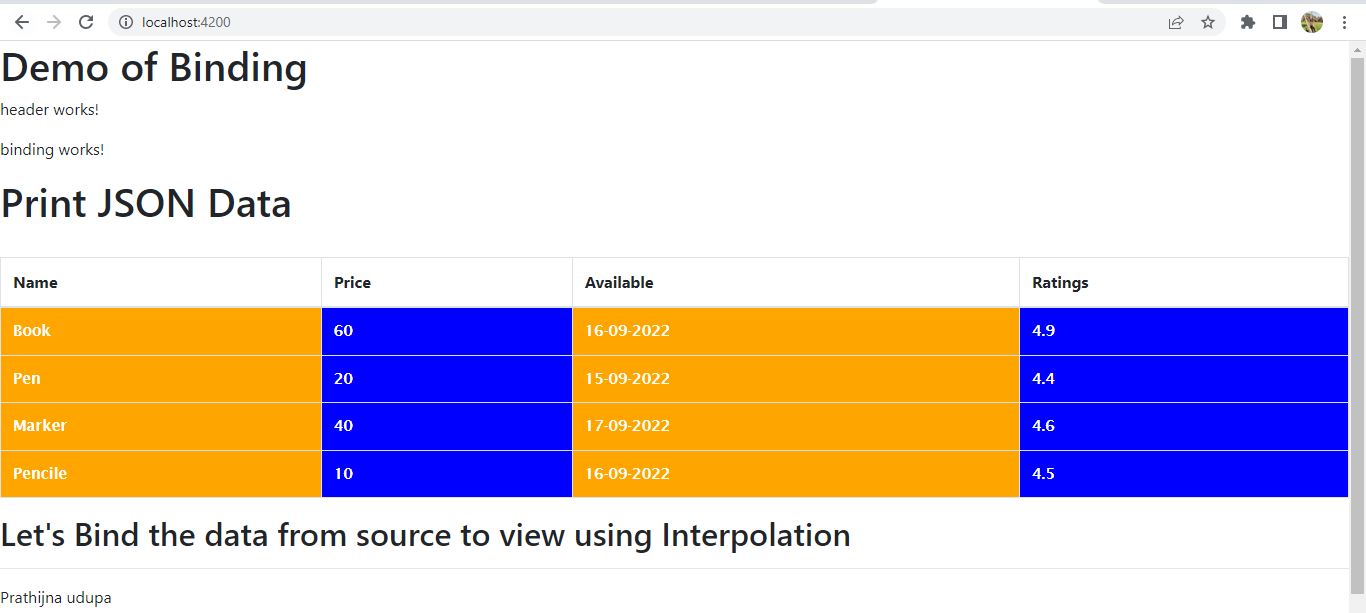 localhost:4200
Demo of Binding
header works!
binding works!
Print JSON Data
Name Price Available Ratings
Book 60 16-09-2022 4.9
Pen 20 15-09-2022 4.4
Marker 40 17-09-2022 4.6
Pencile 10 16-09-2022 4.5
Let's Bind the data from source to view using Interpolation
Prathijna udupa